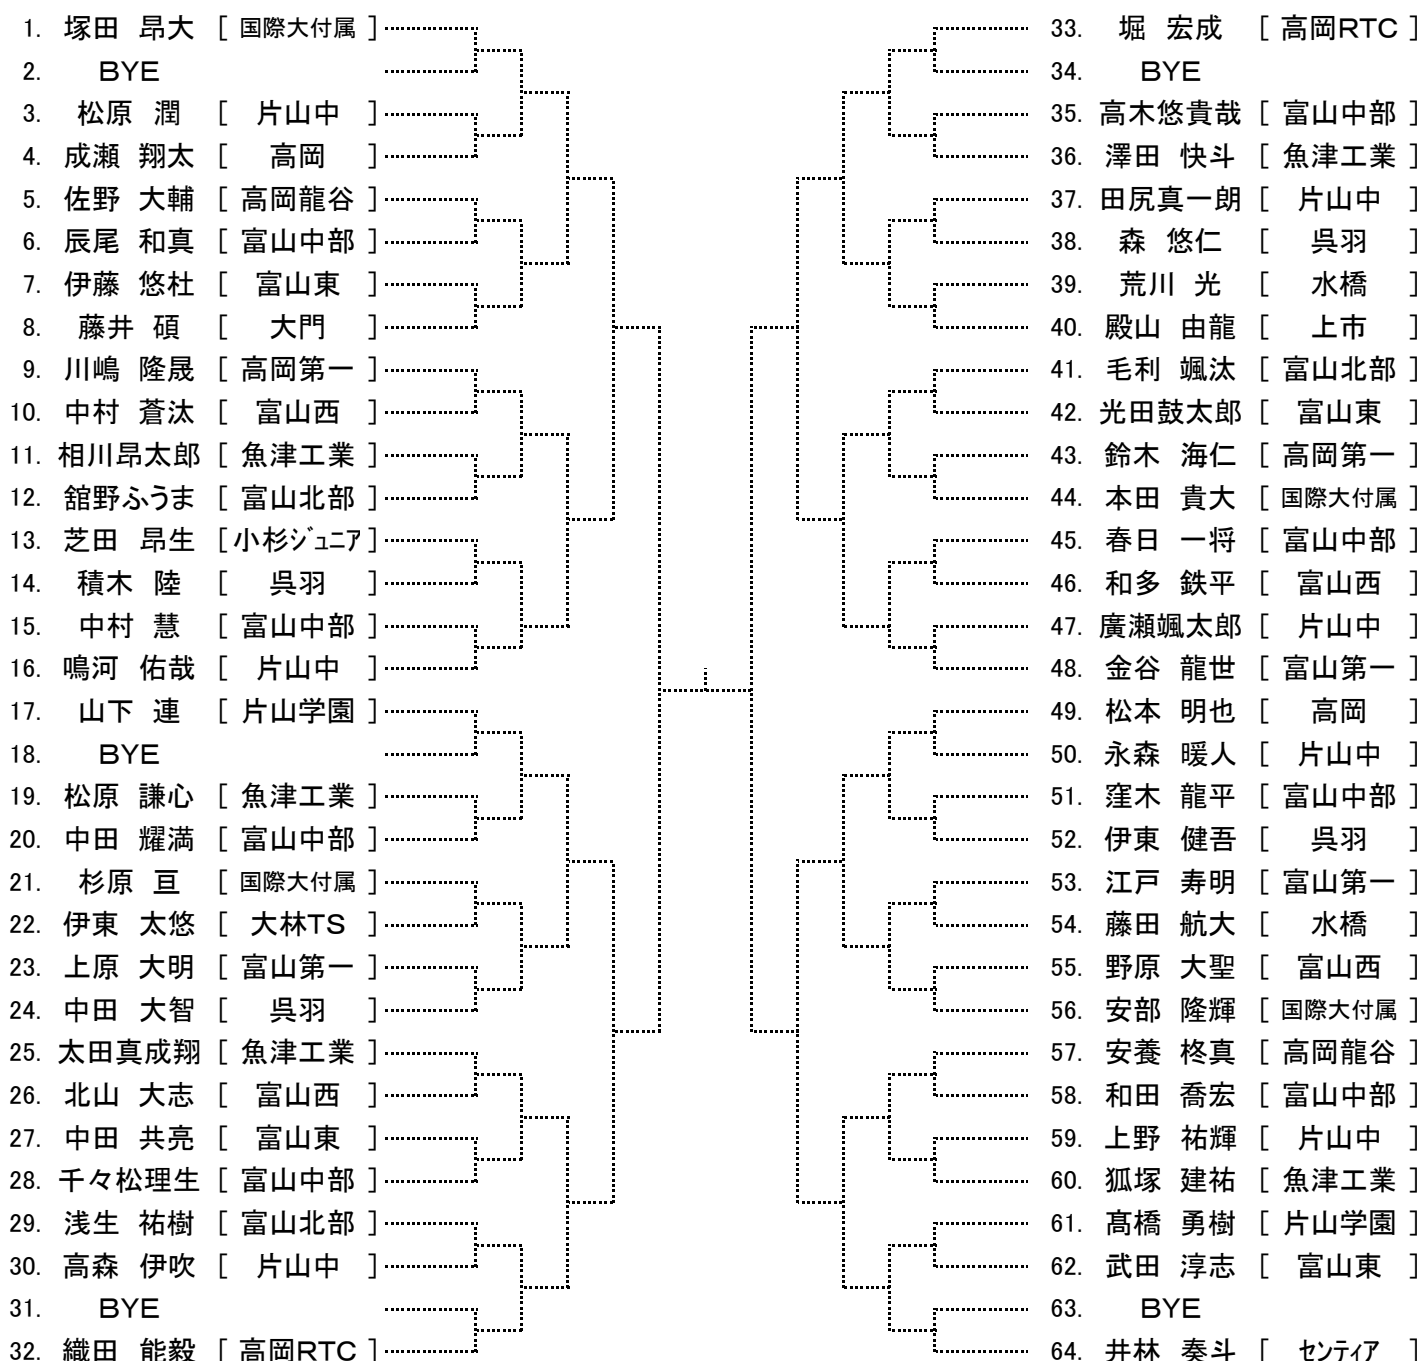 1. 塚田 昂大 [ 国際大付属 ]
2. BYE
3. 松原 潤 [ 片山中 ]
4. 成瀬 翔太 [ 高岡 ]
5. 佐野 大輔 [ 高岡龍谷 ]
6. 辰尾 和真 [ 富山中部 ]
7. 伊藤 悠杜 [ 富山東 ]
8. 藤井 碩 [ 大門 ]
9. 川嶋 隆晟 [ 高岡第一 ]
10. 中村 蒼汰 [ 富山西 ]
11. 相川昂太郎 [ 魚津工業 ]
12. 舘野ふうま [ 富山北部 ]
13. 芝田 昂生 [小杉ジュニア]
14. 積木 陸 [ 呉羽 ]
15. 中村 慧 [ 富山中部 ]
16. 鳴河 佑哉 [ 片山中 ]
17. 山下 連 [ 片山学園 ]
18. BYE
19. 松原 謙心 [ 魚津工業 ]
20. 中田 耀満 [ 富山中部 ]
21. 杉原 亘 [ 国際大付属 ]
22. 伊東 太悠 [ 大林TS ]
23. 上原 大明 [ 富山第一 ]
24. 中田 大智 [ 呉羽 ]
25. 太田真成翔 [ 魚津工業 ]
26. 北山 大志 [ 富山西 ]
27. 中田 共亮 [ 富山東 ]
28. 千々松理生 [ 富山中部 ]
29. 浅生 祐樹 [ 富山北部 ]
30. 高森 伊吹 [ 片山中 ]
31. BYE
32. 織田 能毅 [ 高岡RTC ]
33. 堀 宏成 [ 高岡RTC ]
34. BYE
35. 高木悠貴哉 [ 富山中部 ]
36. 澤田 快斗 [ 魚津工業 ]
37. 田尻真一朗 [ 片山中 ]
38. 森 悠仁 [ 呉羽 ]
39. 荒川 光 [ 水橋 ]
40. 殿山 由龍 [ 上市 ]
41. 毛利 颯汰 [ 富山北部 ]
42. 光田鼓太郎 [ 富山東 ]
43. 鈴木 海仁 [ 高岡第一 ]
44. 本田 貴大 [ 国際大付属 ]
45. 春日 一将 [ 富山中部 ]
46. 和多 鉄平 [ 富山西 ]
47. 廣瀬颯太郎 [ 片山中 ]
48. 金谷 龍世 [ 富山第一 ]
49. 松本 明也 [ 高岡 ]
50. 永森 暖人 [ 片山中 ]
51. 窪木 龍平 [ 富山中部 ]
52. 伊東 健吾 [ 呉羽 ]
53. 江戸 寿明 [ 富山第一 ]
54. 藤田 航大 [ 水橋 ]
55. 野原 大聖 [ 富山西 ]
56. 安部 隆輝 [ 国際大付属 ]
57. 安養 柊真 [ 高岡龍谷 ]
58. 和田 喬宏 [ 富山中部 ]
59. 上野 祐輝 [ 片山中 ]
60. 狐塚 建祐 [ 魚津工業 ]
61. 髙橋 勇樹 [ 片山学園 ]
62. 武田 淳志 [ 富山東 ]
63. BYE
64. 井林 奏斗 [ センティア ]